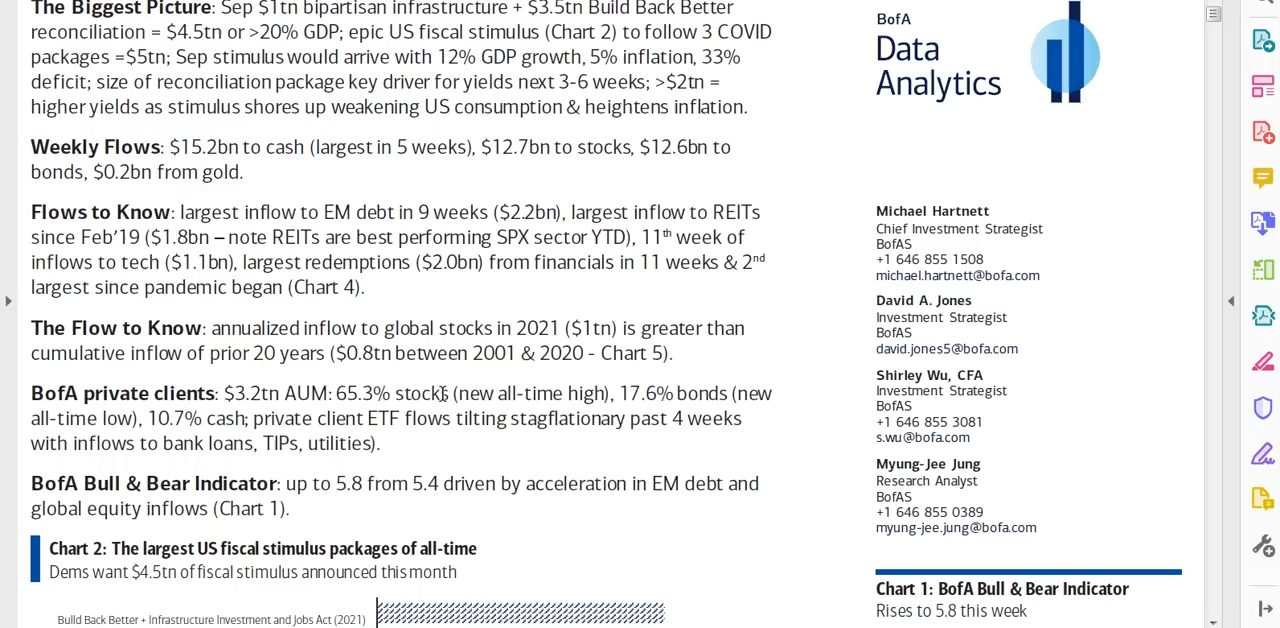 The Biggest Picture: Sep $1tn bipartisan infrastructure + $3.5tn Build Back Better
reconciliation = $4.5tn or >20% GDP; epic US fiscal stimulus (Chart 2) to follow 3 COVID
packages =$5tn; Sep stimulus would arrive with 12% GDP growth, 5% inflation, 33%
deficit; size of reconciliation package key driver for yields next 3-6 weeks; >$2tn =
higher yields as stimulus shores up weakening US consumption & heightens inflation.
Weekly Flows: $15.2bn to cash (largest in 5 weeks), $12.7bn to stocks, $12.6bn to
bonds, $0.2bn from gold.
Flows to Know: largest inflow to EM debt in 9 weeks ($2.2bn), largest inflow to REITs
since Feb'19 ($1.8bn – note REITs are best performing SPX sector YTD), 11th week of
inflows to tech ($1.1bn), largest redemptions ($2.0bn) from financials in 11 weeks & 2nd
largest since pandemic began (Chart 4).
The Flow to Know: annualized inflow to global stocks in 2021 ($1tn) is greater than
cumulative inflow of prior 20 years ($0.8tn between 2001 & 2020 - Chart 5).
BofA private clients: $3.2tn AUM: 65.3% stocks (new all-time high), 17.6% bonds (new
all-time low), 10.7% cash; private client ETF flows tilting stagflationary past 4 weeks
with inflows to bank loans, TIPs, utilities).
BofA Bull & Bear Indicator: up to 5.8 from 5.4 driven by acceleration in EM debt and
global equity inflows (Chart 1).
Chart 2: The largest US fiscal stimulus packages of all-time
Dems want $4.5tn of fiscal stimulus announced this month
Build Back Better + Infrastructure Investment and Jobs Act (2021)
BofA
Data
Analytics
Michael Hartnett
Chief Investment Strategist
BofAS
+1 646 855 1508
michael.hartnett@bofa.com
David A. Jones
Investment Strategist
BofAS
david.jones5@bofa.com
Shirley Wu, CFA
Investment Strategist
BofAS
+1 646 855 3081
s.wu@bofa.com
Myung-Jee Jung
Research Analyst
BofAS
+1 646 855 0389
myung-jee.jung@bofa.com
Chart 1: BofA Bull & Bear Indicator
Rises to 5.8 this week